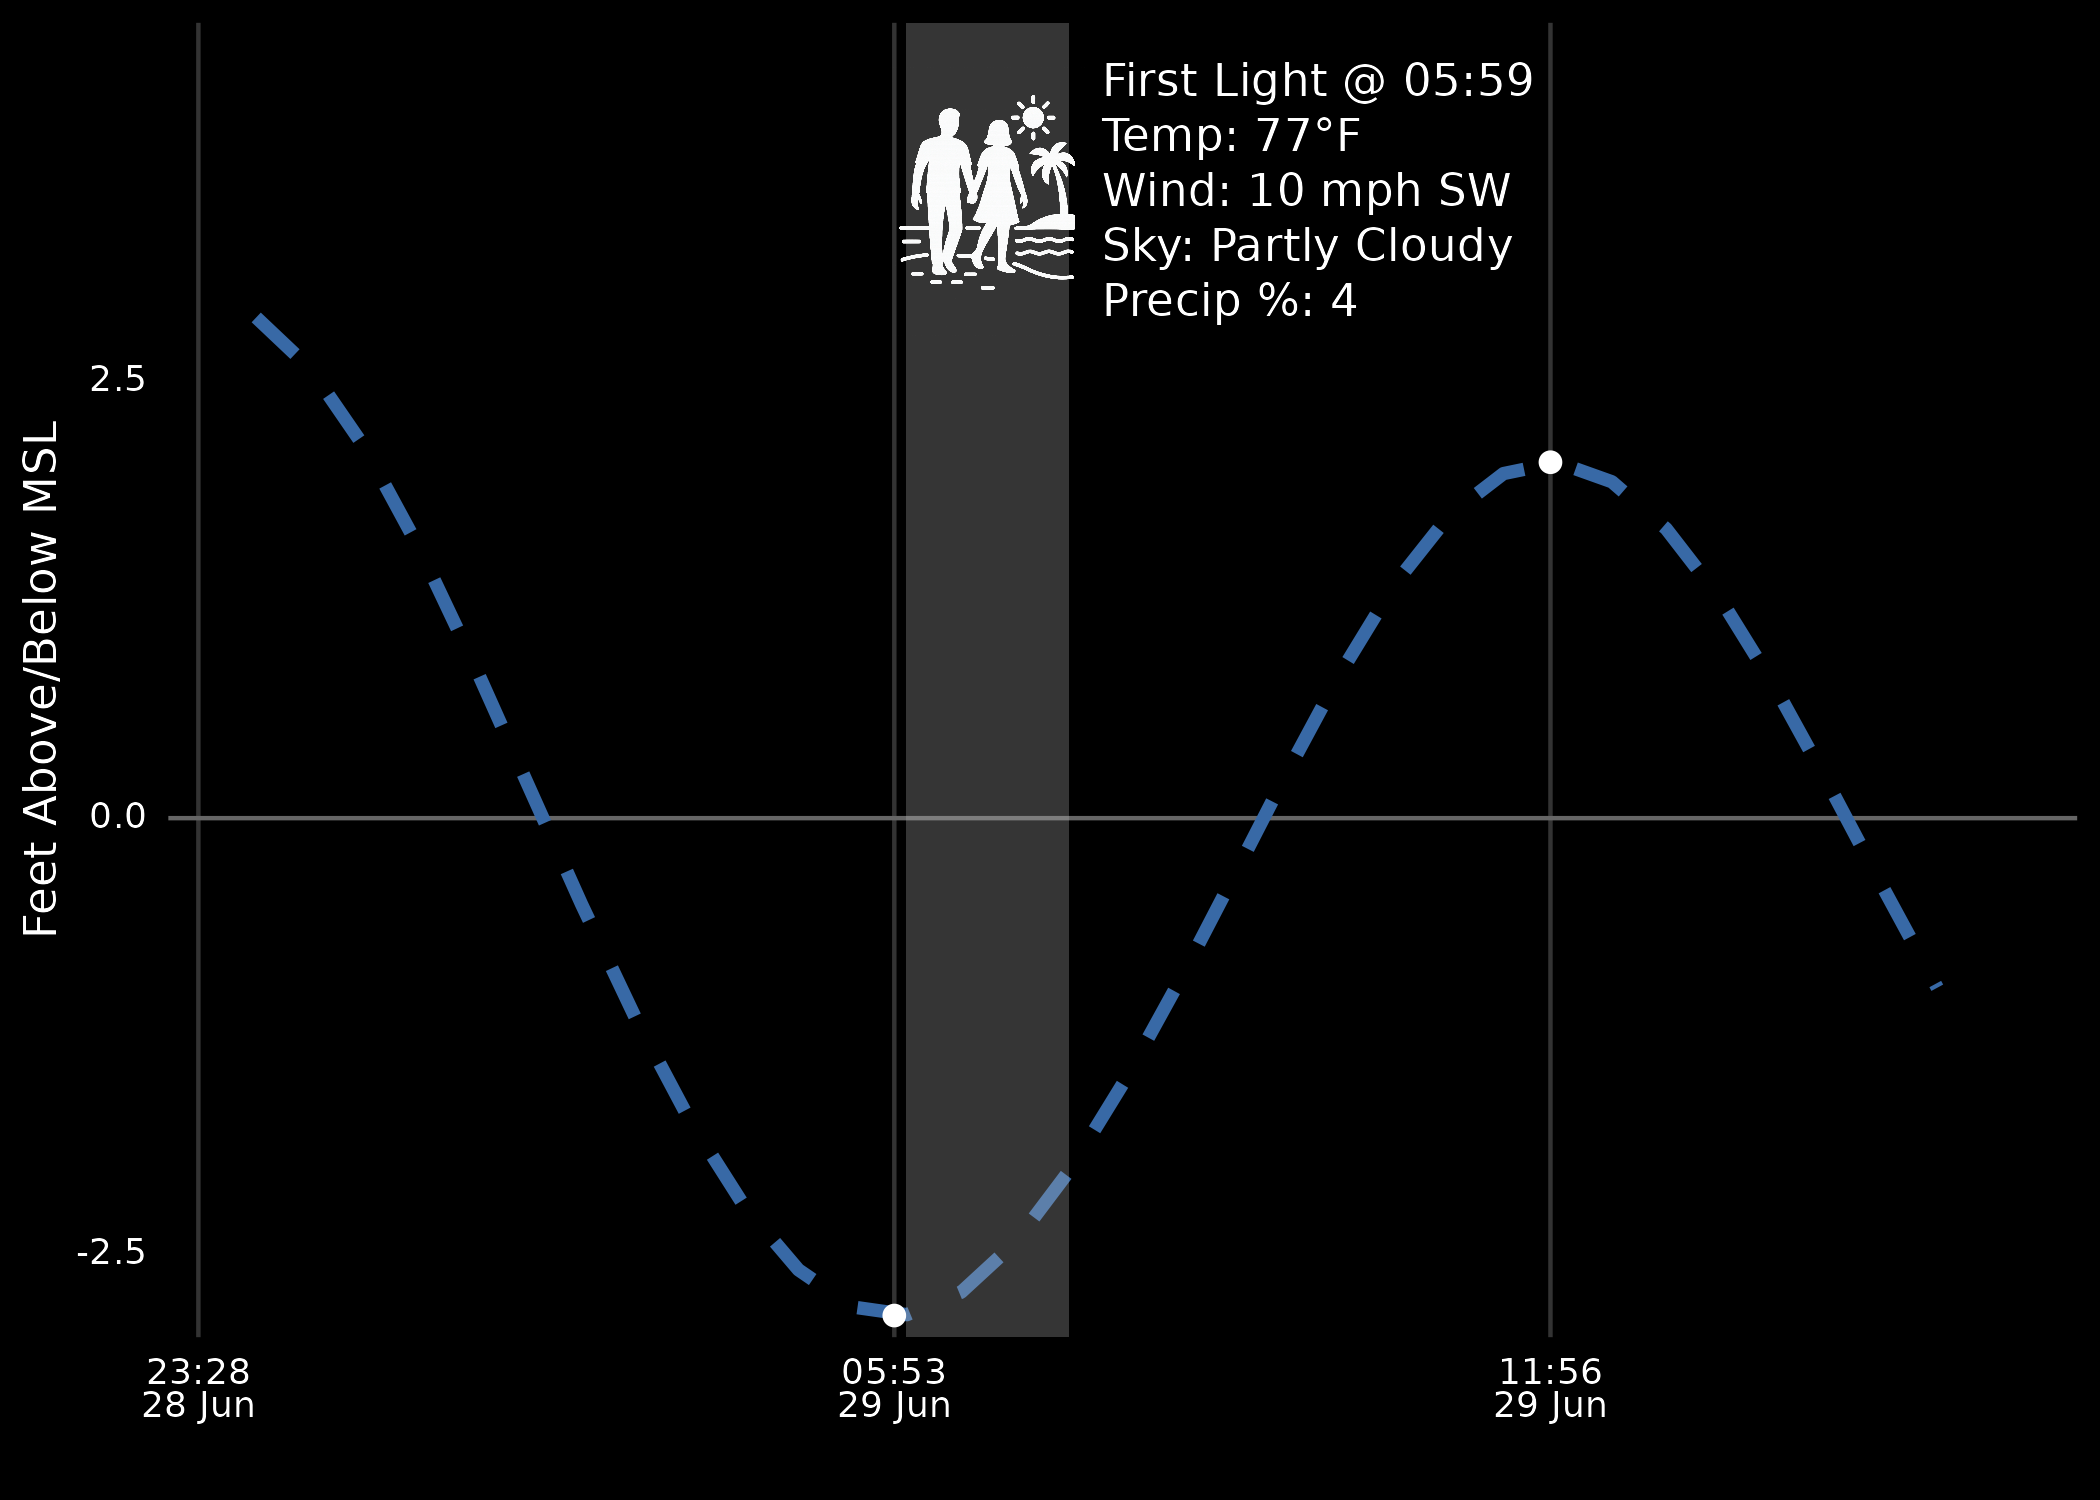 First Light @ 05:59
Temp: 77°F
Wind: 10 mph SW
Sky: Partly Cloudy
Precip %: 4
Feet Above/Below MSL
2.5
0.0
-2.5
23:28
28 Jun
05:53
29 Jun
11:56
29 Jun